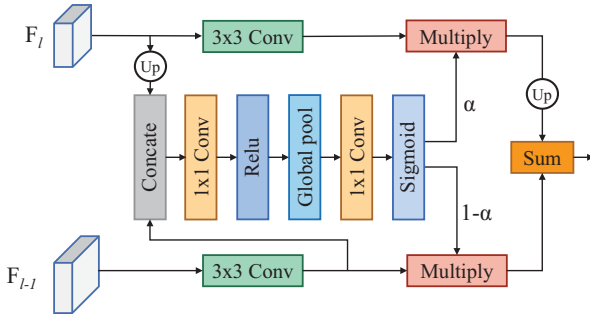 F_l
3x3 Conv
Multiply
Up
Up
α
Concate
1x1 Conv
Relu
Global pool
1x1 Conv
Sigmoid
Sum
1-α
F_{l-1}
3x3 Conv
Multiply